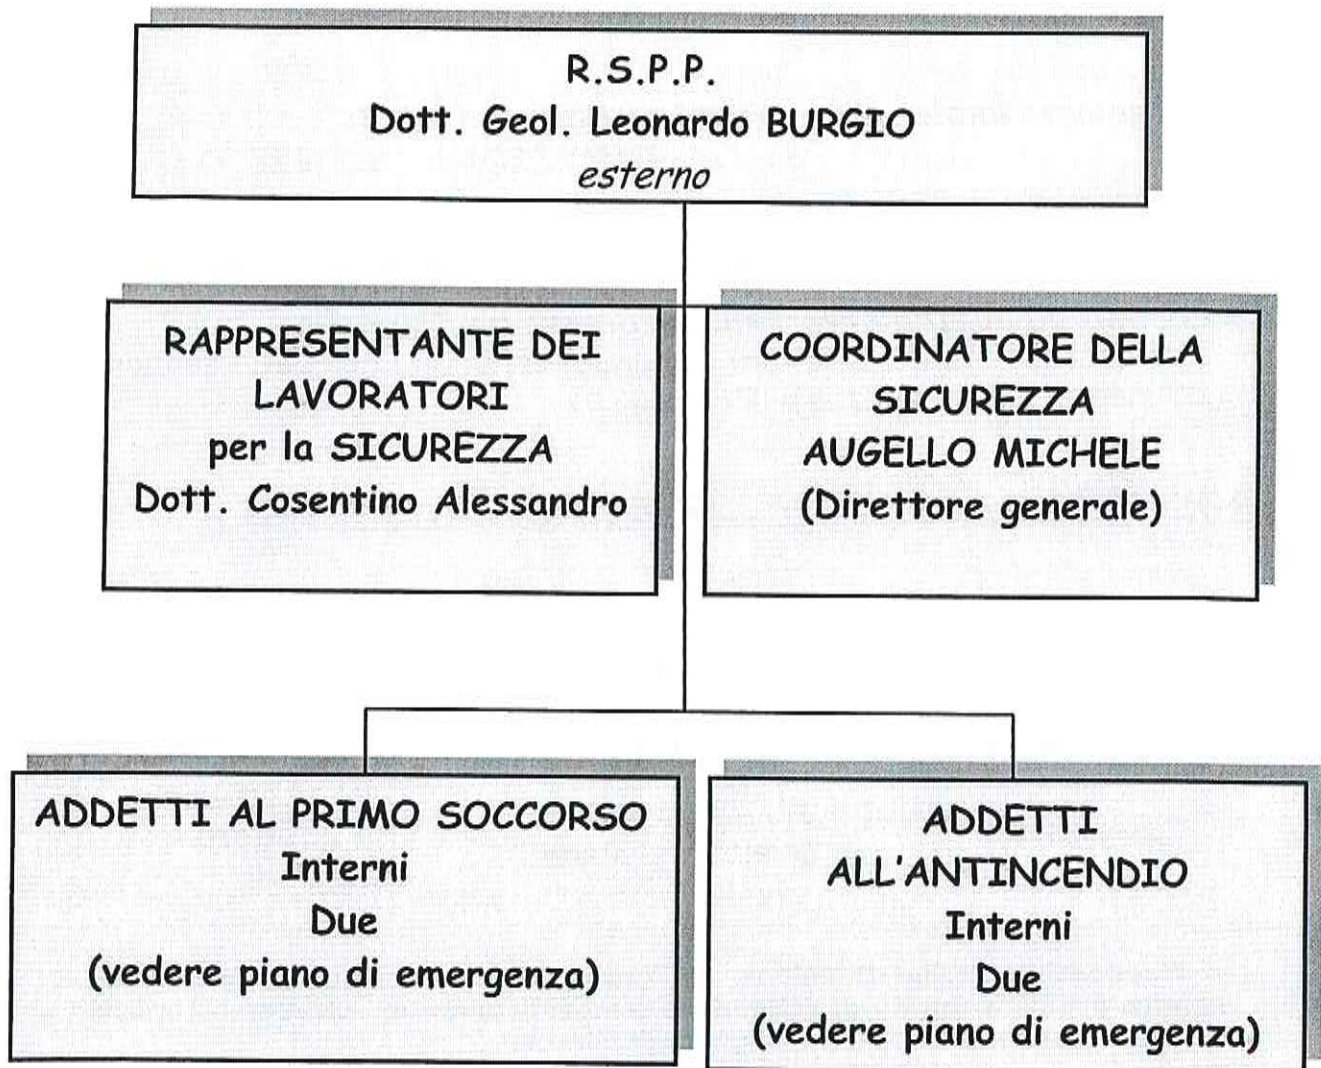 R.S.P.P.
Dott. Geol. Leonardo BURGIO
esterno
RAPPRESENTANTE DEI
LAVORATORI
per la SICUREZZA
Dott. Cosentino Alessandro
COORDINATORE DELLA
SICUREZZA
AUGELLO MICHELE
(Direttore generale)
ADDETTI AL PRIMO SOCCORSO
Interni
Due
(vedere piano di emergenza)
ADDETTI
ALL'ANTINCENDIO
Interni
Due
(vedere piano di emergenza)